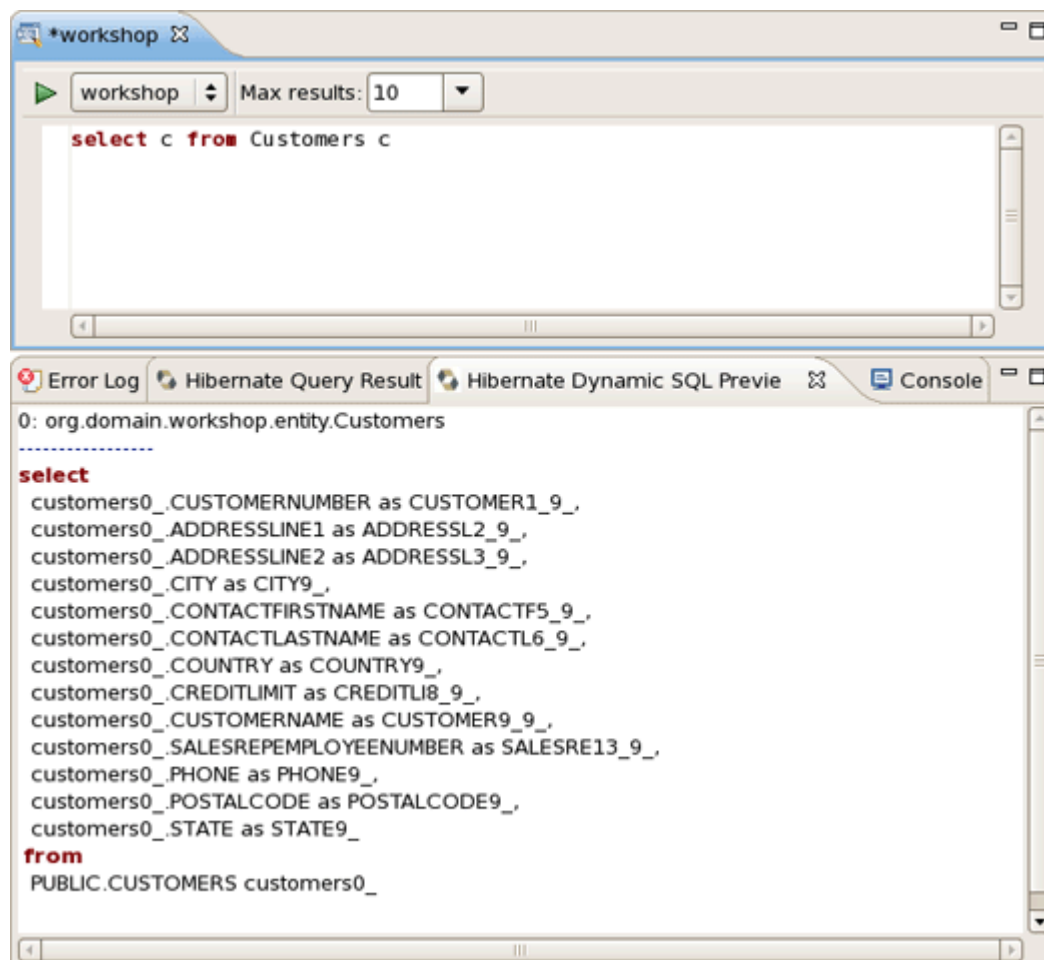 *workshop
workshop Max results: 10
select c from Customers c
Error Log Hibernate Query Result Hibernate Dynamic SQL Previe Console
0: org.domain.workshop.entity.Customers
-----------------
select
customers0_.CUSTOMERNUMBER as CUSTOMER1_9_,
customers0_.ADDRESSLINE1 as ADDRESSL2_9_,
customers0_.ADDRESSLINE2 as ADDRESSL3_9_,
customers0_.CITY as CITY9_,
customers0_.CONTACTFIRSTNAME as CONTACTF5_9_,
customers0_.CONTACTLASTNAME as CONTACTL6_9_,
customers0_.COUNTRY as COUNTRY9_,
customers0_.CREDITLIMIT as CREDITLI8_9_,
customers0_.CUSTOMERNAME as CUSTOMER9_9_,
customers0_.SALESREPEMPLOYEENUMBER as SALESRE13_9_,
customers0_.PHONE as PHONE9_,
customers0_.POSTALCODE as POSTALCODE9_,
customers0_.STATE as STATE9_
from
PUBLIC.CUSTOMERS customers0_